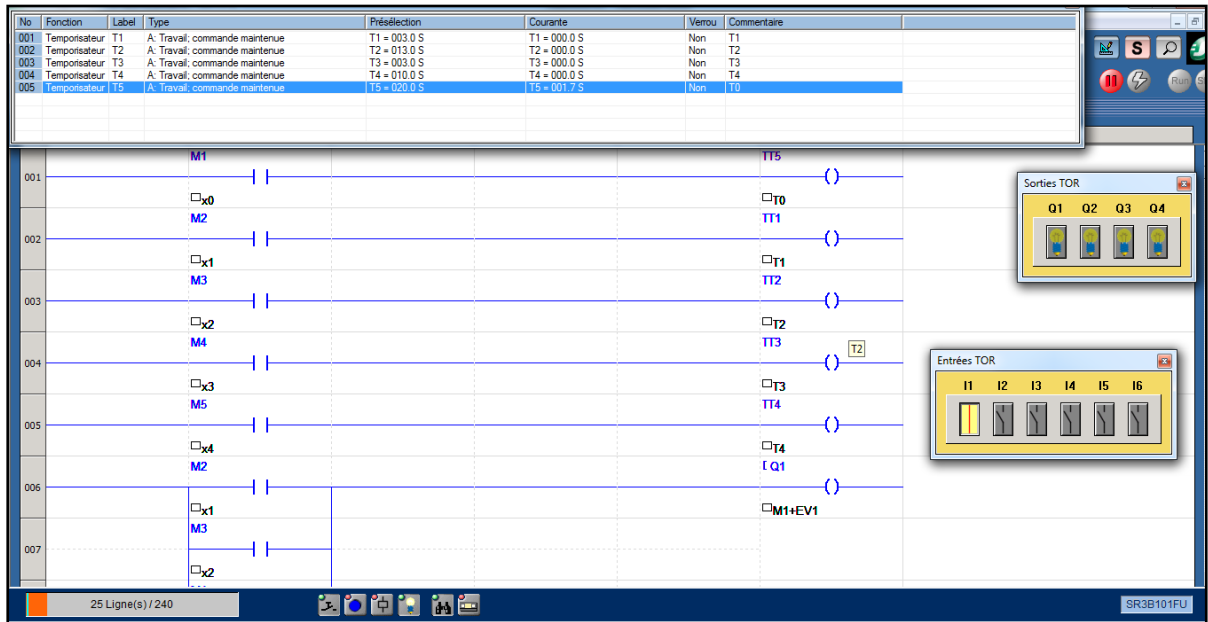 No Fonction Label Type Présélection Courante Verrou Commentaire
001 Temporisateur T1 A: Travail; commande maintenue T1 = 003.0 S T1 = 000.0 S Non T1
002 Temporisateur T2 A: Travail; commande maintenue T2 = 013.0 S T2 = 000.0 S Non T2
003 Temporisateur T3 A: Travail; commande maintenue T3 = 003.0 S T3 = 000.0 S Non T3
004 Temporisateur T4 A: Travail; commande maintenue T4 = 010.0 S T4 = 000.0 S Non T4
005 Temporisateur T5 A: Travail; commande maintenue T5 = 020.0 S T5 = 001.7 S Non T0
S
Run
M1 TT5
001
x0 T0
M2 TT1
002
x1 T1
M3 TT2
003
x2 T2
M4 TT3
T2
004
x3 T3
M5 TT4
005
x4 T4
M2 [ Q1
006
x1 M1+EV1
M3
007
x2
Sorties TOR
Q1 Q2 Q3 Q4
Entrées TOR
I1 I2 I3 I4 I5 I6
25 Ligne(s) / 240
SR3B101FU